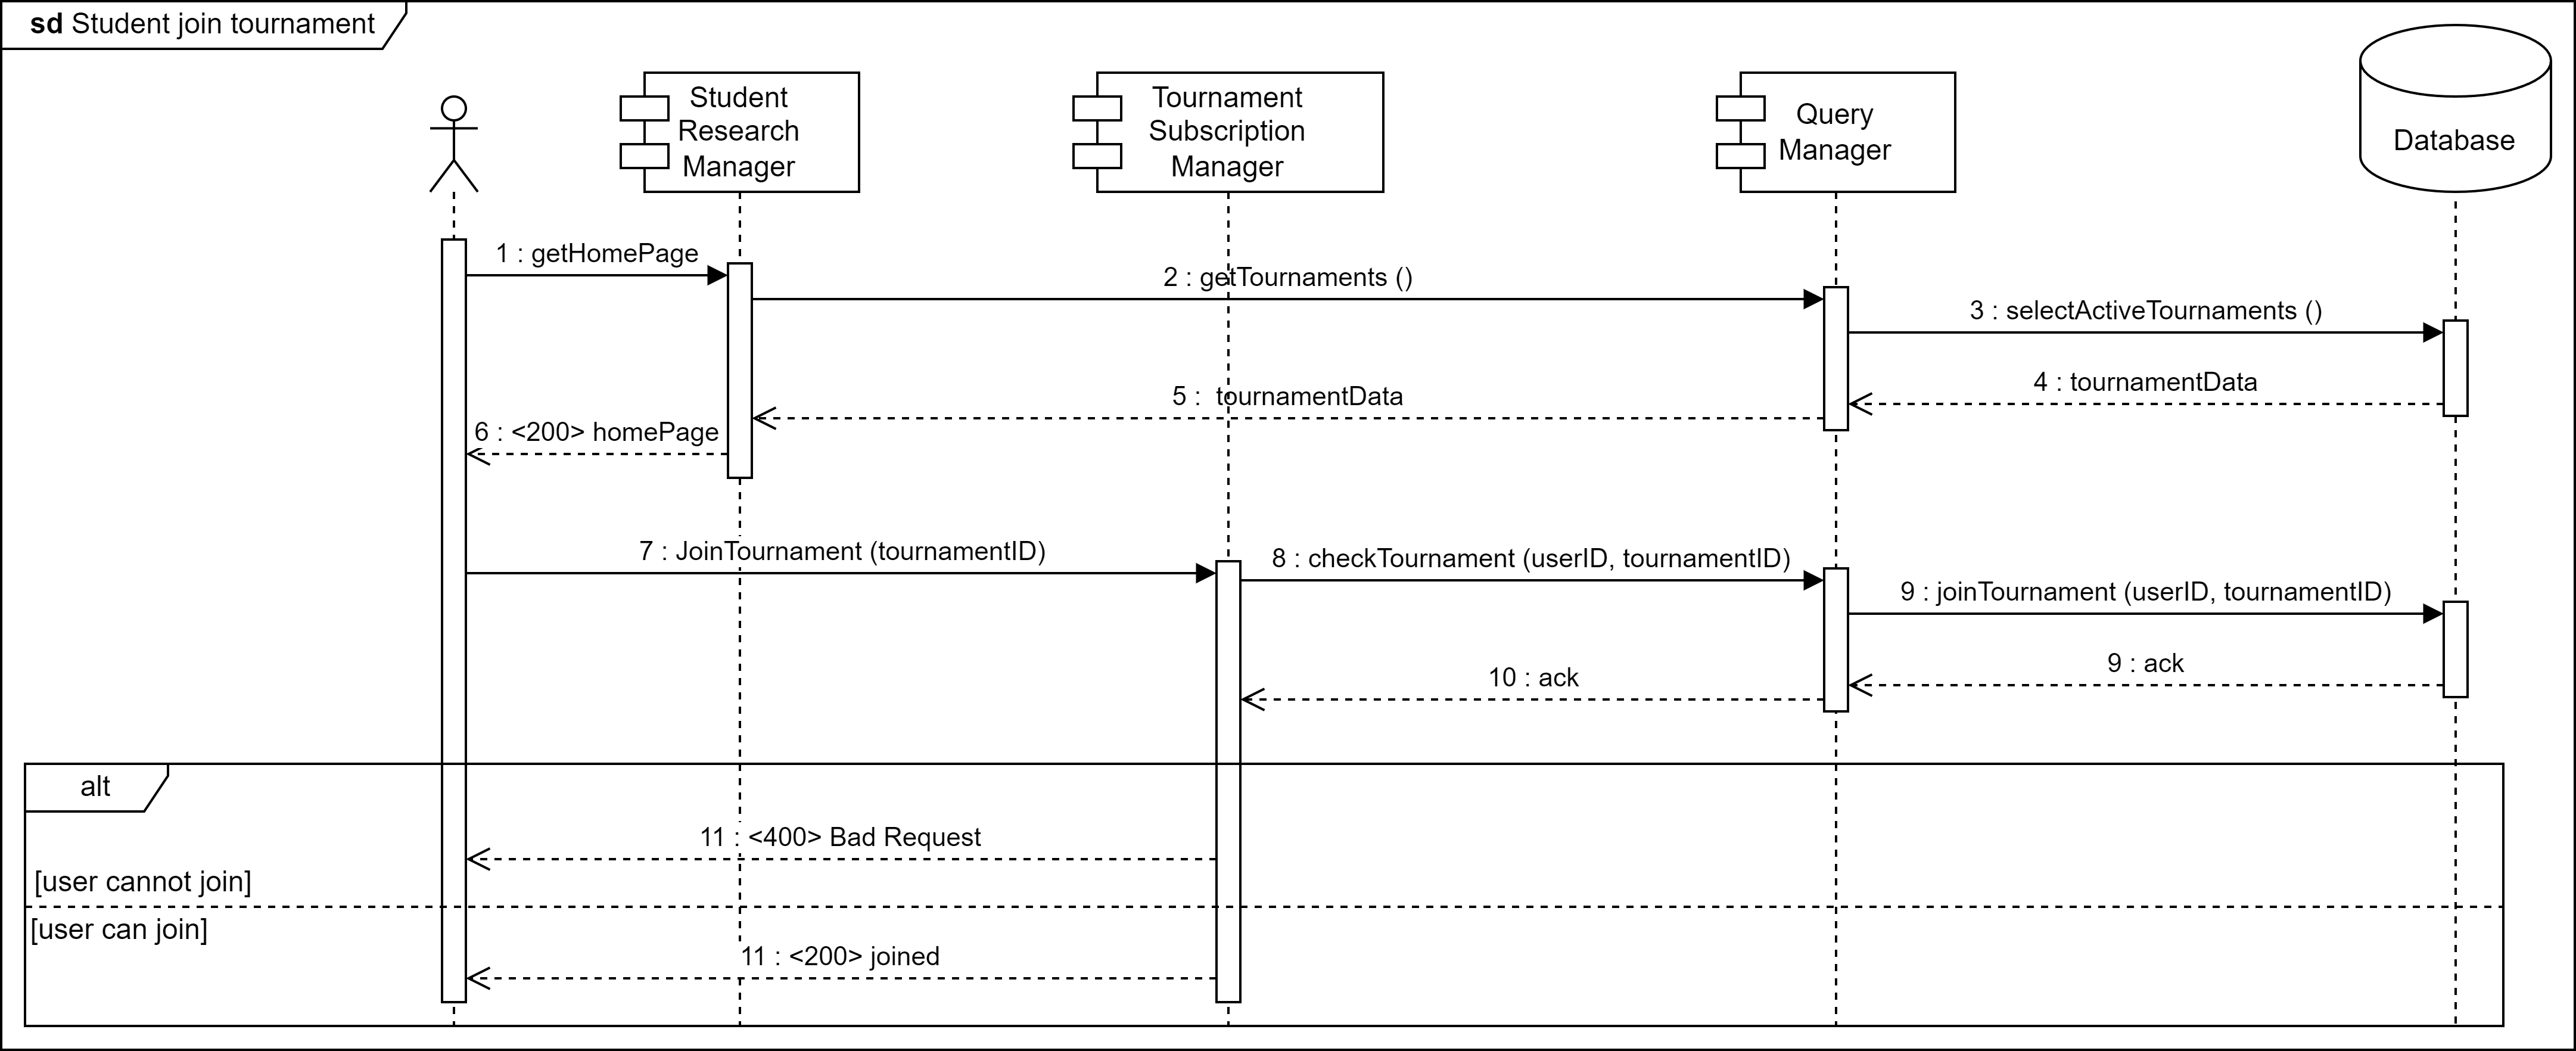 sd Student join tournament
Student
Research
Manager
Tournament
Subscription
Manager
Query
Manager
Database
1 : getHomePage
2 : getTournaments ()
3 : selectActiveTournaments ()
4 : tournamentData
5 :  tournamentData
6 : <200> homePage
7 : JoinTournament (tournamentID)
8 : checkTournament (userID, tournamentID)
9 : joinTournament (userID, tournamentID)
9 : ack
10 : ack
alt
11 : <400> Bad Request
[user cannot join]
[user can join]
11 : <200> joined